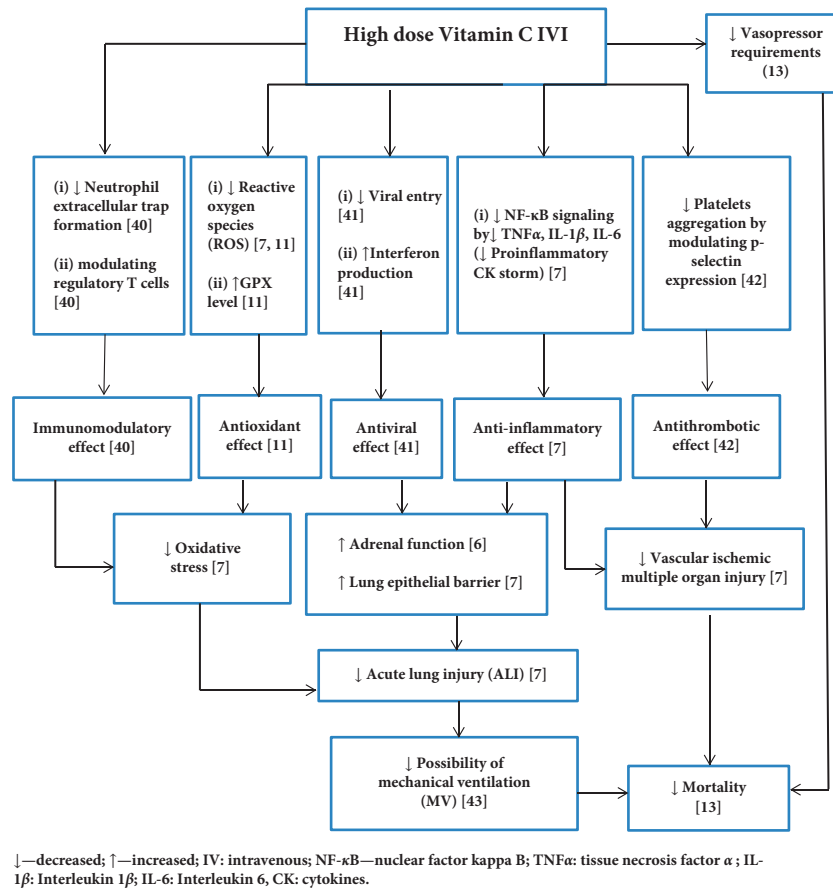 High dose Vitamin C IVI
↓ Vasopressor
requirements
(13)
(i) ↓ Neutrophil
extracellular trap
formation [40]
(ii) modulating
regulatory T cells
[40]
(i) ↓ Reactive
oxygen
species
(ROS) [7, 11]
(ii) ↑GPX
level [11]
(i) ↓ Viral entry
[41]
(ii) ↑Interferon
production
[41]
(i) ↓ NF-κB signaling
by↓ TNFα, IL-1β, IL-6
(↓ Proinflammatory
CK storm) [7]
↓ Platelets
aggregation by
modulating p-
selectin
expression [42]
Immunomodulatory
effect [40]
Antioxidant
effect [11]
Antiviral
effect [41]
Anti-inflammatory
effect [7]
Antithrombotic
effect [42]
↓ Oxidative
stress [7]
↑ Adrenal function [6]
↑ Lung epithelial barrier [7]
↓ Vascular ischemic
multiple organ injury [7]
↓ Acute lung injury (ALI) [7]
↓ Possibility of
mechanical ventilation
(MV) [43]
↓ Mortality
[13]
↓—decreased; ↑—increased; IV: intravenous; NF-κB—nuclear factor kappa B; TNFα: tissue necrosis factor α ; IL-
1β: Interleukin 1β; IL-6: Interleukin 6, CK: cytokines.